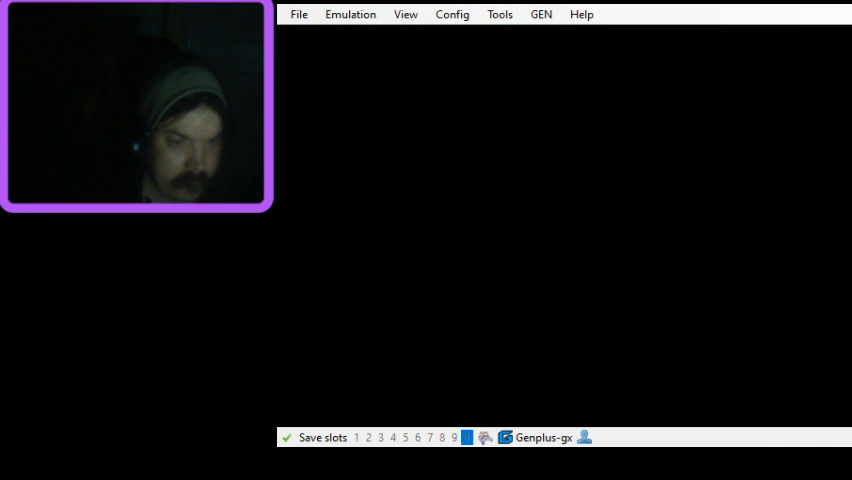 File Emulation View Config Tools GEN Help
Save slots 1 2 3 4 5 6 7 8 9 Genplus-gx